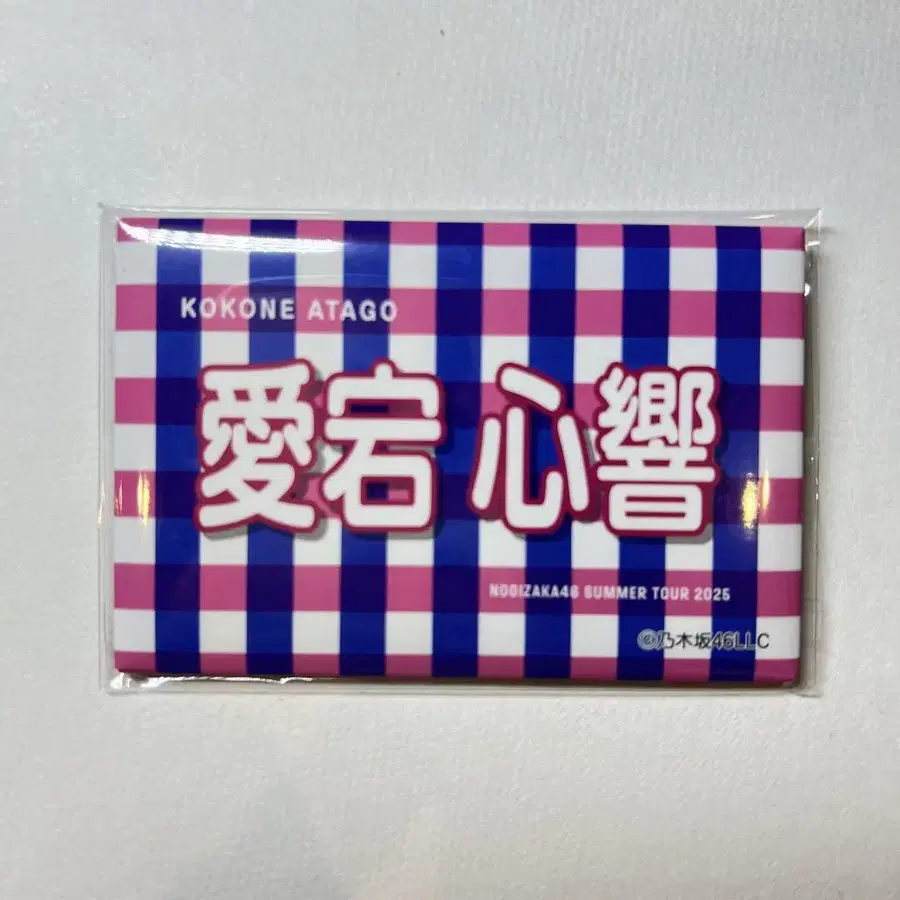 KOKONE ATAGO
愛宕 心響
NOGIZAKA46 SUMMER TOUR 2025
©乃木坂46LLC